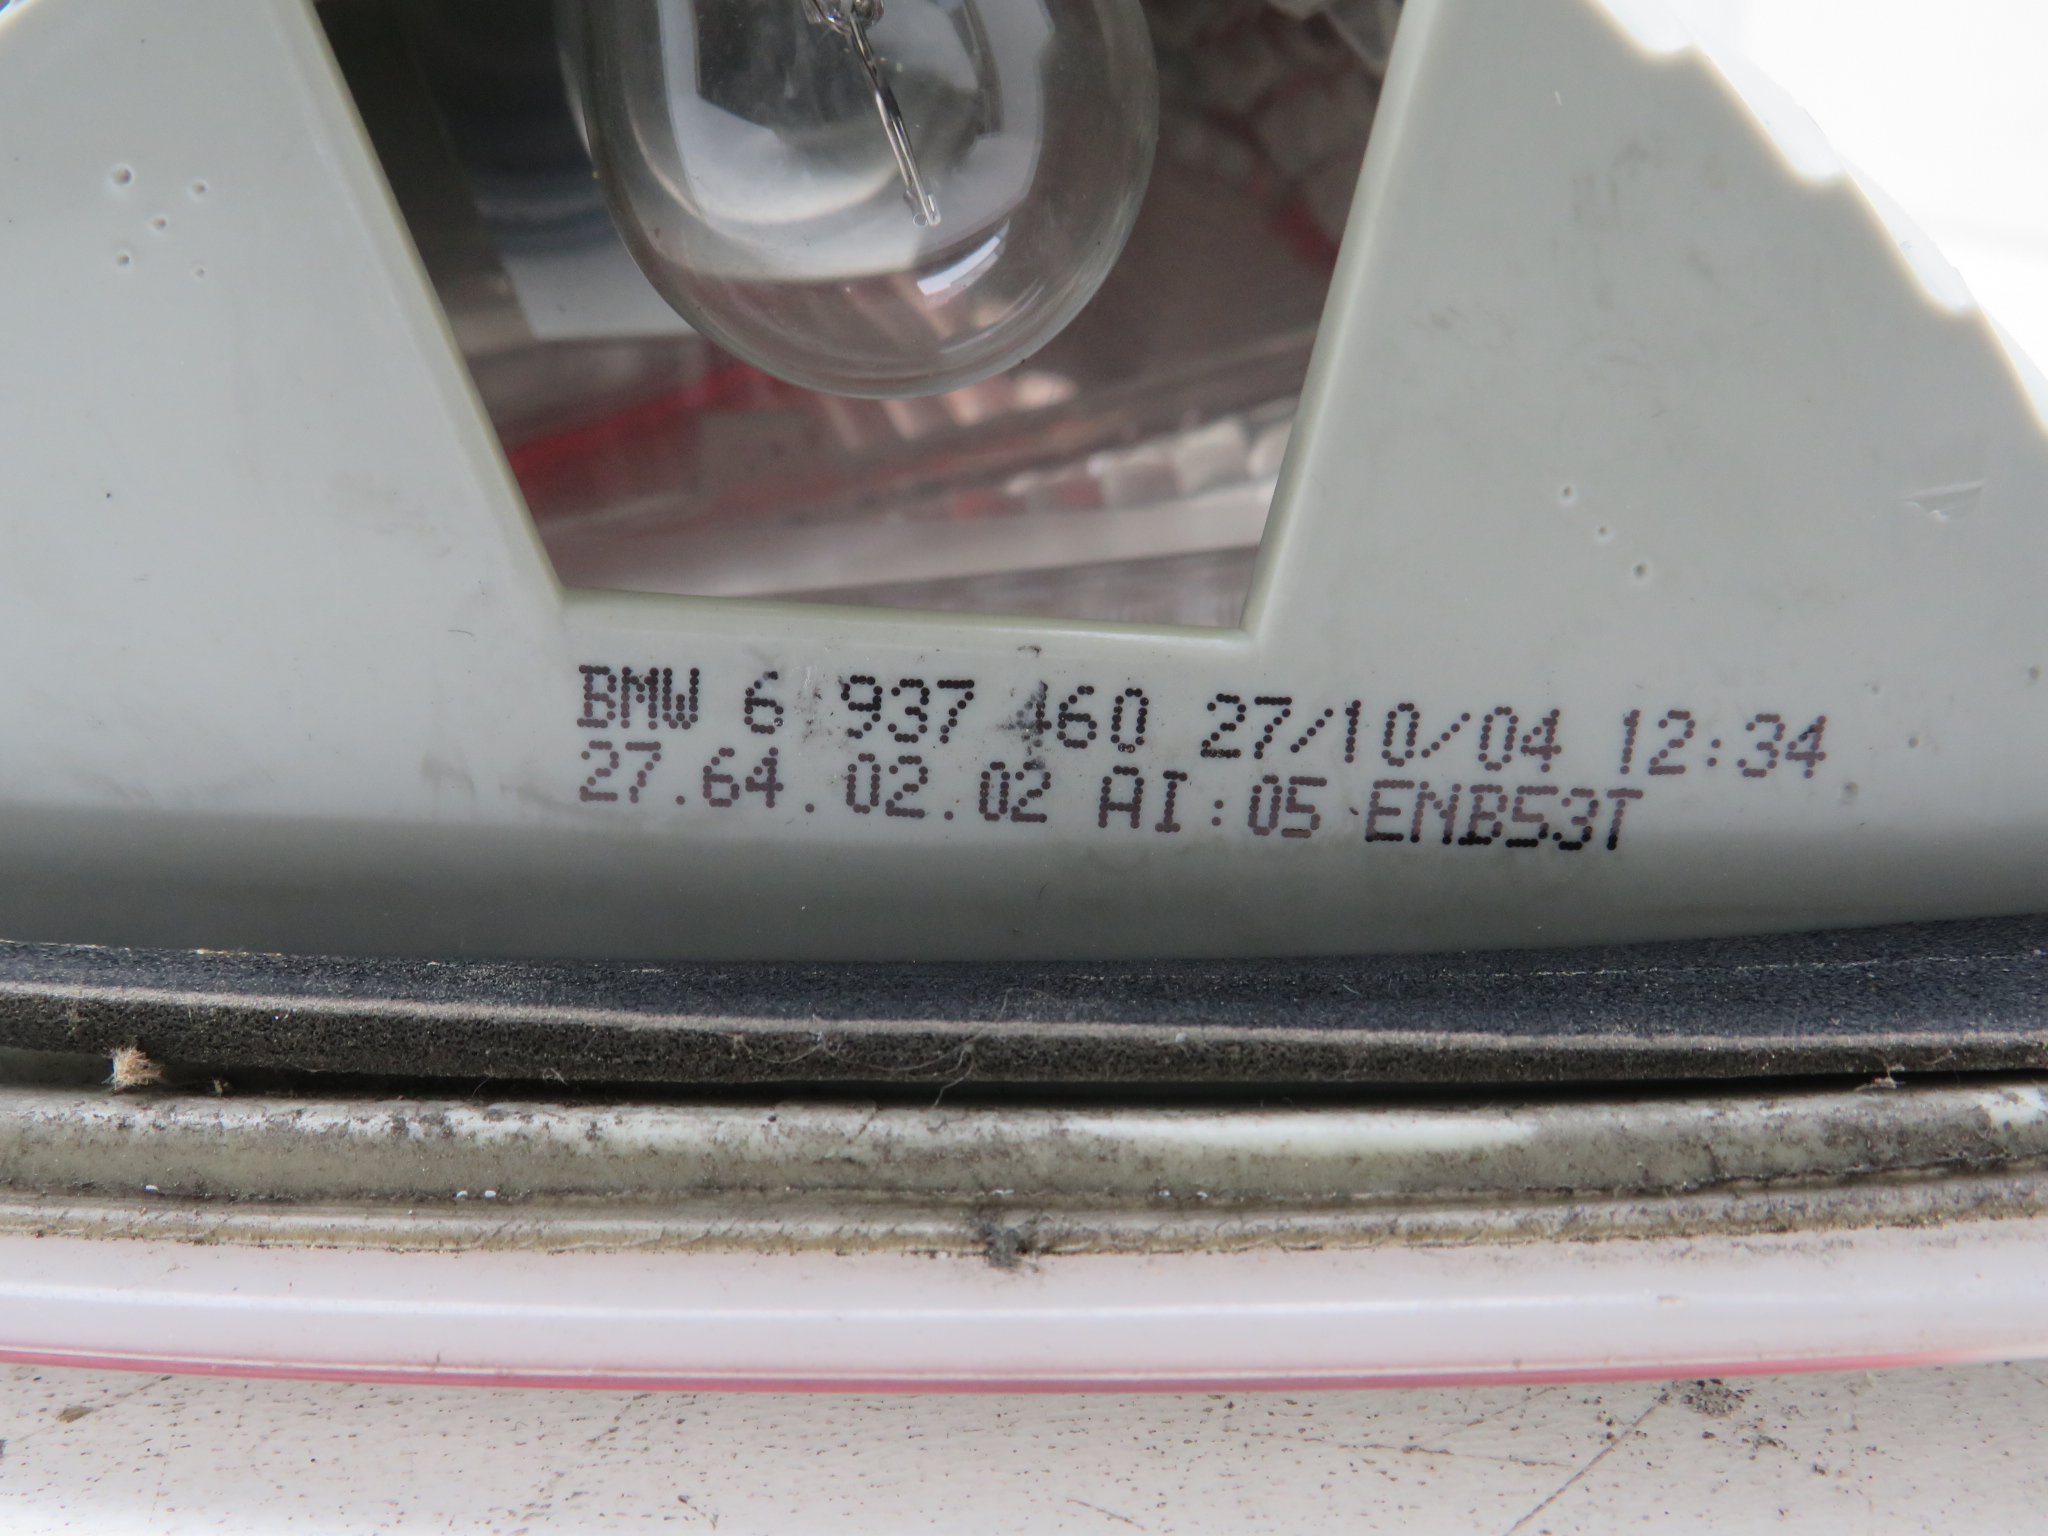 BMW 6 937 460 27/10/04 12:34
27.64.02.02 AI:05 ENB53T